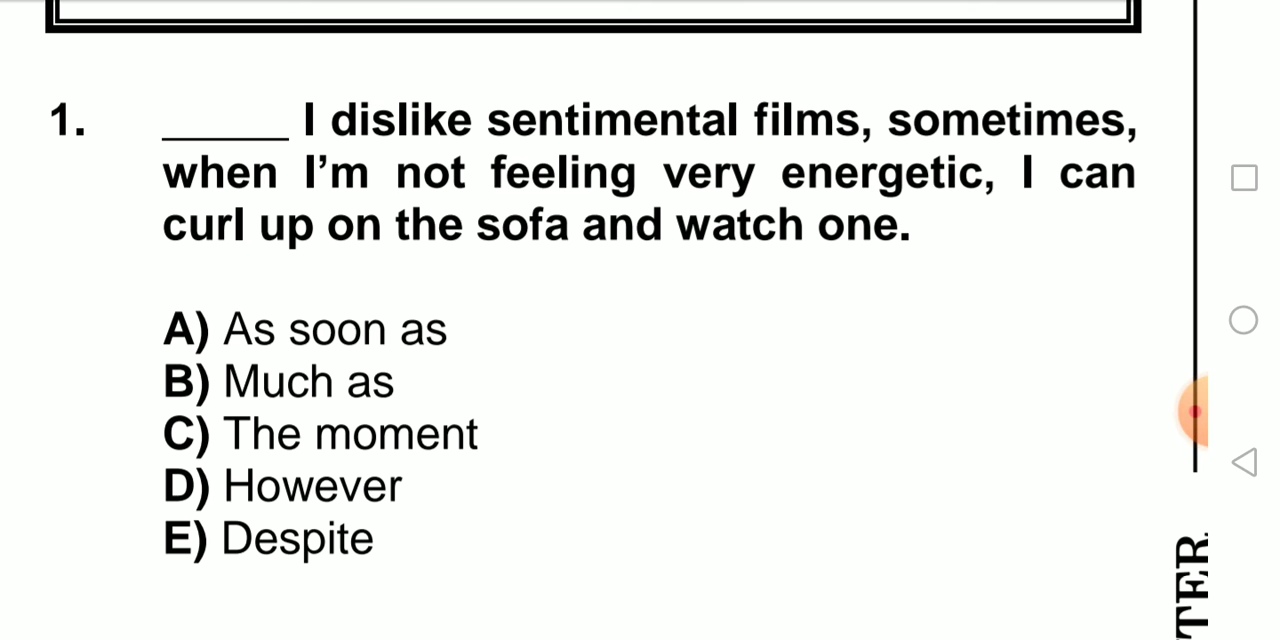 1. _____ I dislike sentimental films, sometimes,
when I’m not feeling very energetic, I can
curl up on the sofa and watch one.
A) As soon as
B) Much as
C) The moment
D) However
E) Despite
TER